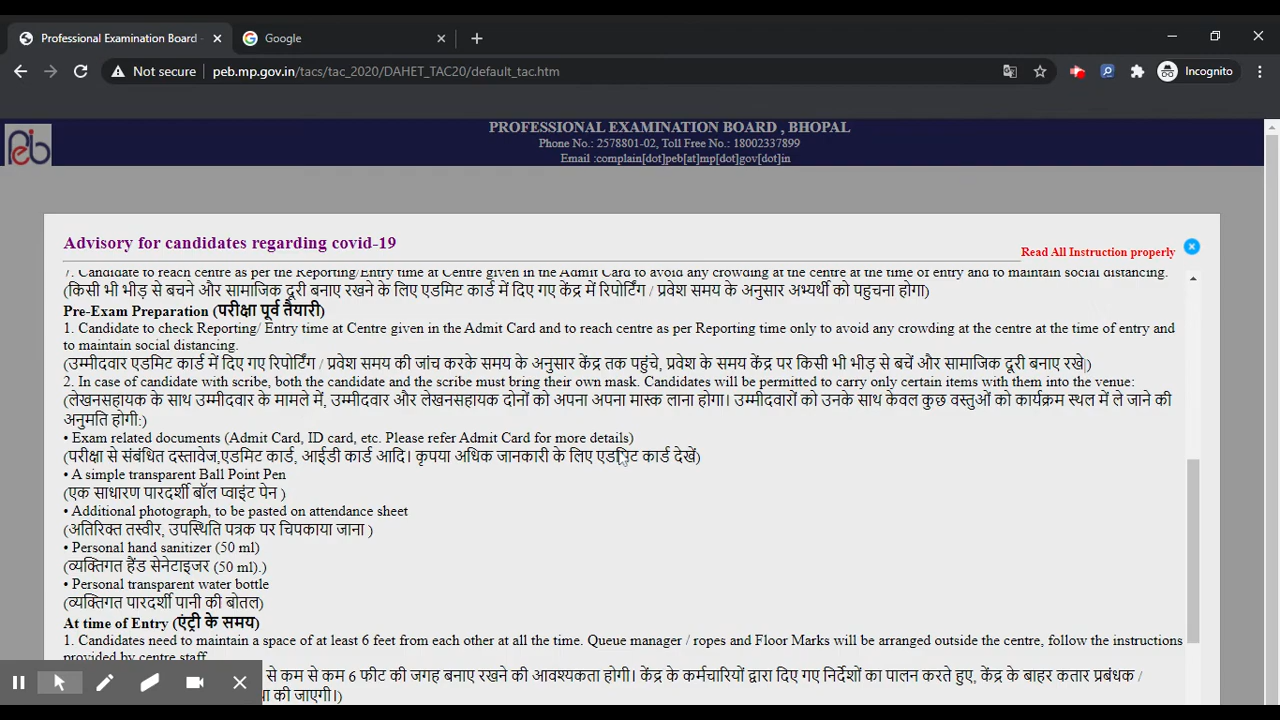 Professional Examination Board -
Google
Not secure
peb.mp.gov.in/tacs/tac_2020/DAHET_TAC20/default_tac.htm
Incognito
Peb
PROFESSIONAL EXAMINATION BOARD , BHOPAL
Phone No.: 2578801-02, Toll Free No.: 18002337899
Email :complain[dot]peb[at]mp[dot]gov[dot]in
Advisory for candidates regarding covid-19
Read All Instruction properly
7. Candidate to reach centre as per the Reporting/Entry time at Centre given in the Admit Card to avoid any crowding at the centre at the time of entry and to maintain social distancing.
(किसी भी भीड़ से बचने और सामाजिक दूरी बनाए रखने के लिए एडमिट कार्ड में दिए गए केंद्र में रिपोर्टिंग / प्रवेश समय के अनुसार अभ्यर्थी को पहुचना होगा)
Pre-Exam Preparation (परीक्षा पूर्व तैयारी)
1. Candidate to check Reporting/ Entry time at Centre given in the Admit Card and to reach centre as per Reporting time only to avoid any crowding at the centre at the time of entry and
to maintain social distancing.
(उम्मीदवार एडमिट कार्ड में दिए गए रिपोर्टिंग / प्रवेश समय की जांच करके समय के अनुसार केंद्र तक पहुंचे, प्रवेश के समय केंद्र पर किसी भी भीड़ से बचें और सामाजिक दूरी बनाए रखे|)
2. In case of candidate with scribe, both the candidate and the scribe must bring their own mask. Candidates will be permitted to carry only certain items with them into the venue:
(लेखनसहायक के साथ उम्मीदवार के मामले में, उम्मीदवार और लेखनसहायक दोनों को अपना अपना मास्क लाना होगा। उम्मीदवारों को उनके साथ केवल कुछ वस्तुओं को कार्यक्रम स्थल में ले जाने की
अनुमति होगी:)
• Exam related documents (Admit Card, ID card, etc. Please refer Admit Card for more details)
(परीक्षा से संबंधित दस्तावेज,एडमिट कार्ड, आईडी कार्ड आदि। कृपया अधिक जानकारी के लिए एडमिट कार्ड देखें)
• A simple transparent Ball Point Pen
(एक साधारण पारदर्शी बॉल प्वाइंट पेन )
• Additional photograph, to be pasted on attendance sheet
(अतिरिक्त तस्वीर, उपस्थिति पत्रक पर चिपकाया जाना )
• Personal hand sanitizer (50 ml)
(व्यक्तिगत हैंड सेनेटाइजर (50 ml).)
• Personal transparent water bottle
(व्यक्तिगत पारदर्शी पानी की बोतल)
At time of Entry (एंट्री के समय)
1. Candidates need to maintain a space of at least 6 feet from each other at all the time. Queue manager / ropes and Floor Marks will be arranged outside the centre, follow the instructions
provided by centre staff
से कम से कम 6 फीट की जगह बनाए रखने की आवश्यकता होगी। केंद्र के कर्मचारियों द्वारा दिए गए निर्देशों का पालन करते हुए, केंद्र के बाहर कतार प्रबंधक /
की जाएगी।)